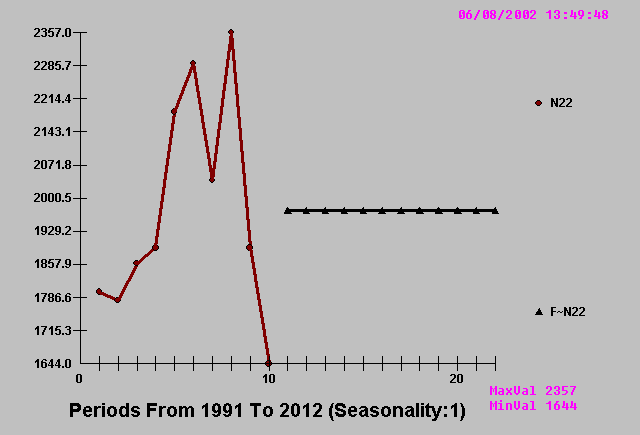 06/08/2002 13:49:48
2357.0
2285.7
2214.4
2143.1
2071.8
2000.5
1929.2
1857.9
1786.6
1715.3
1644.0
N22
F~N22
0 10 20
MaxVal 2357
MinVal 1644
Periods From 1991 To 2012 (Seasonality:1)